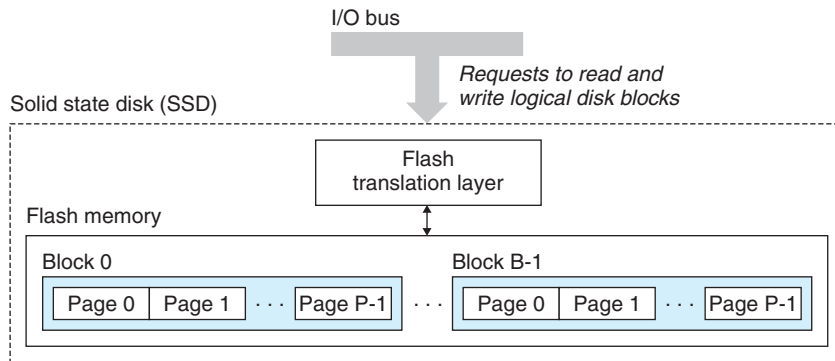 I/O bus
Requests to read and
write logical disk blocks
Solid state disk (SSD)
Flash
translation layer
Flash memory
Block 0
Block B-1
Page 0 Page 1 · · · Page P-1 · · · Page 0 Page 1 · · · Page P-1